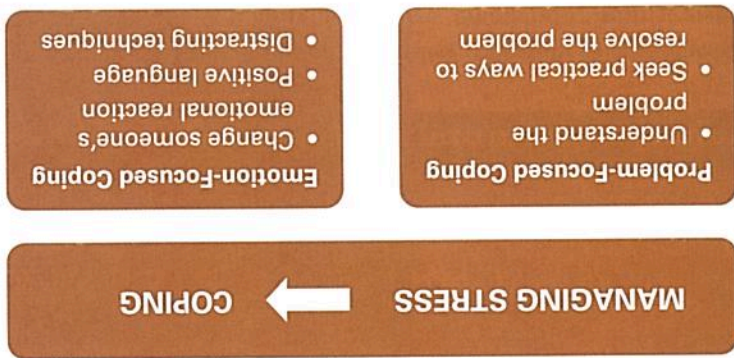 MANAGING STRESS
COPING
Problem-Focused Coping
• Understand the
problem
• Seek practical ways to
resolve the problem
Emotion-Focused Coping
• Change someone's
emotional reaction
• Positive language
• Distracting techniques